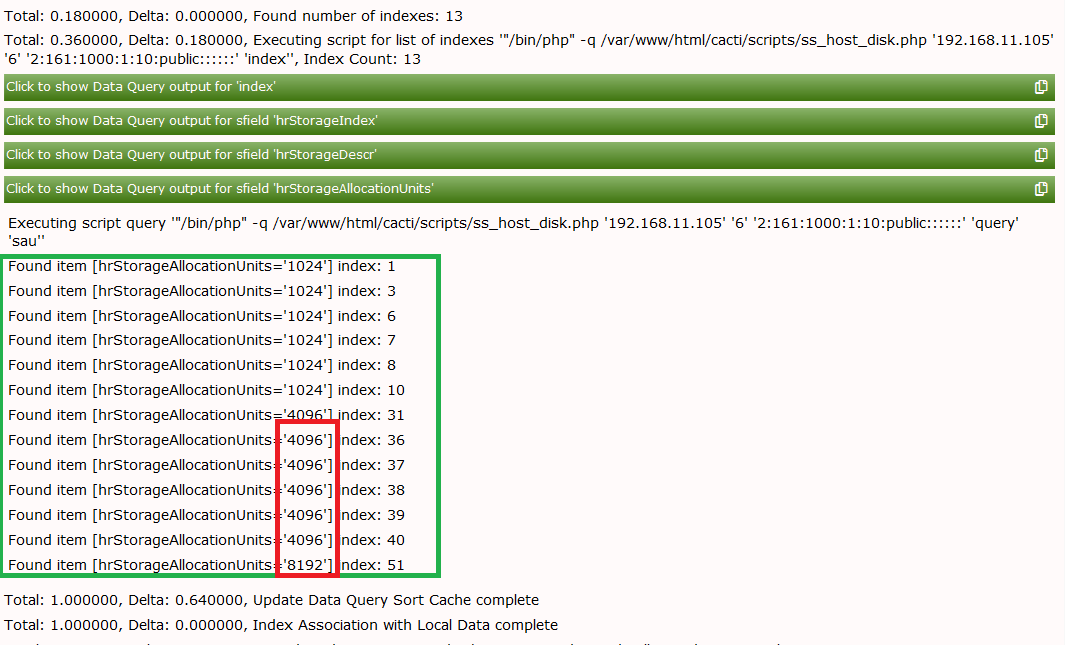 Total: 0.180000, Delta: 0.000000, Found number of indexes: 13
Total: 0.360000, Delta: 0.180000, Executing script for list of indexes '"/bin/php" -q /var/www/html/cacti/scripts/ss_host_disk.php '192.168.11.105'
'6' '2:161:1000:1:10:public::::::' 'index'', Index Count: 13
Click to show Data Query output for 'index'
Click to show Data Query output for sfield 'hrStorageIndex'
Click to show Data Query output for sfield 'hrStorageDescr'
Click to show Data Query output for sfield 'hrStorageAllocationUnits'
Executing script query '"/bin/php" -q /var/www/html/cacti/scripts/ss_host_disk.php '192.168.11.105' '6' '2:161:1000:1:10:public::::::' 'query'
'sau''
Found item [hrStorageAllocationUnits='1024'] index: 1
Found item [hrStorageAllocationUnits='1024'] index: 3
Found item [hrStorageAllocationUnits='1024'] index: 6
Found item [hrStorageAllocationUnits='1024'] index: 7
Found item [hrStorageAllocationUnits='1024'] index: 8
Found item [hrStorageAllocationUnits='1024'] index: 10
Found item [hrStorageAllocationUnits='4096'] index: 31
Found item [hrStorageAllocationUnits='4096'] index: 36
Found item [hrStorageAllocationUnits='4096'] index: 37
Found item [hrStorageAllocationUnits='4096'] index: 38
Found item [hrStorageAllocationUnits='4096'] index: 39
Found item [hrStorageAllocationUnits='4096'] index: 40
Found item [hrStorageAllocationUnits='8192'] index: 51
Total: 1.000000, Delta: 0.640000, Update Data Query Sort Cache complete
Total: 1.000000, Delta: 0.000000, Index Association with Local Data complete